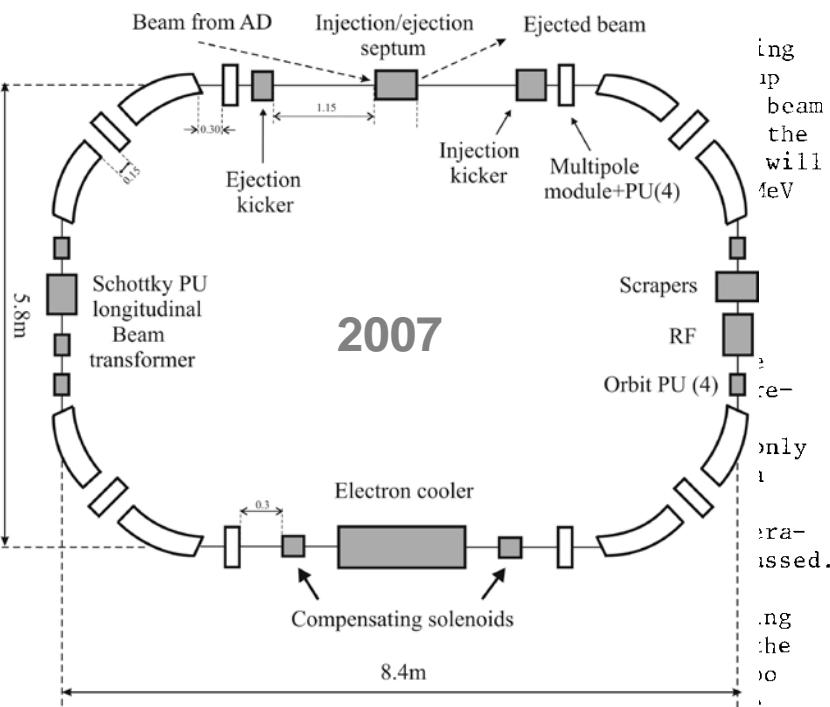 Beam from AD
Injection/ejection
septum
Ejected beam
1.15
0.30
0.15
Ejection
kicker
Injection
kicker
Multipole
module+PU(4)
beam
the
will
MeV
Schottky PU
longitudinal
Beam
transformer
5.8m
2007
Scrapers
RF
Orbit PU (4)
Electron cooler
0.3
Compensating solenoids
8.4m